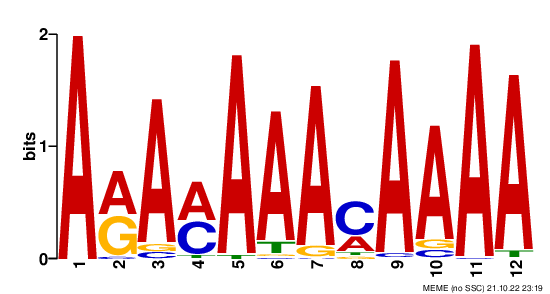 2
bits
1
0
A A A A A A A C A A A A
G G C T T G A C G T
C C T G T C
G
1 2 3 4 5 6 7 8 9 10 11 12
MEME (no SSC) 21.10.22 23:19